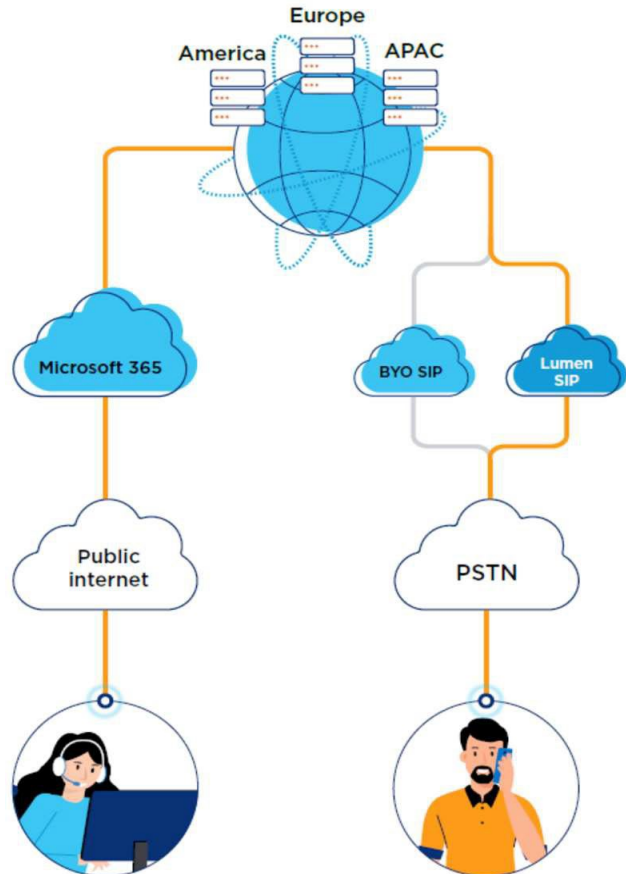 Europe
America
APAC
Microsoft 365
BYO SIP
Lumen
SIP
Public
internet
PSTN